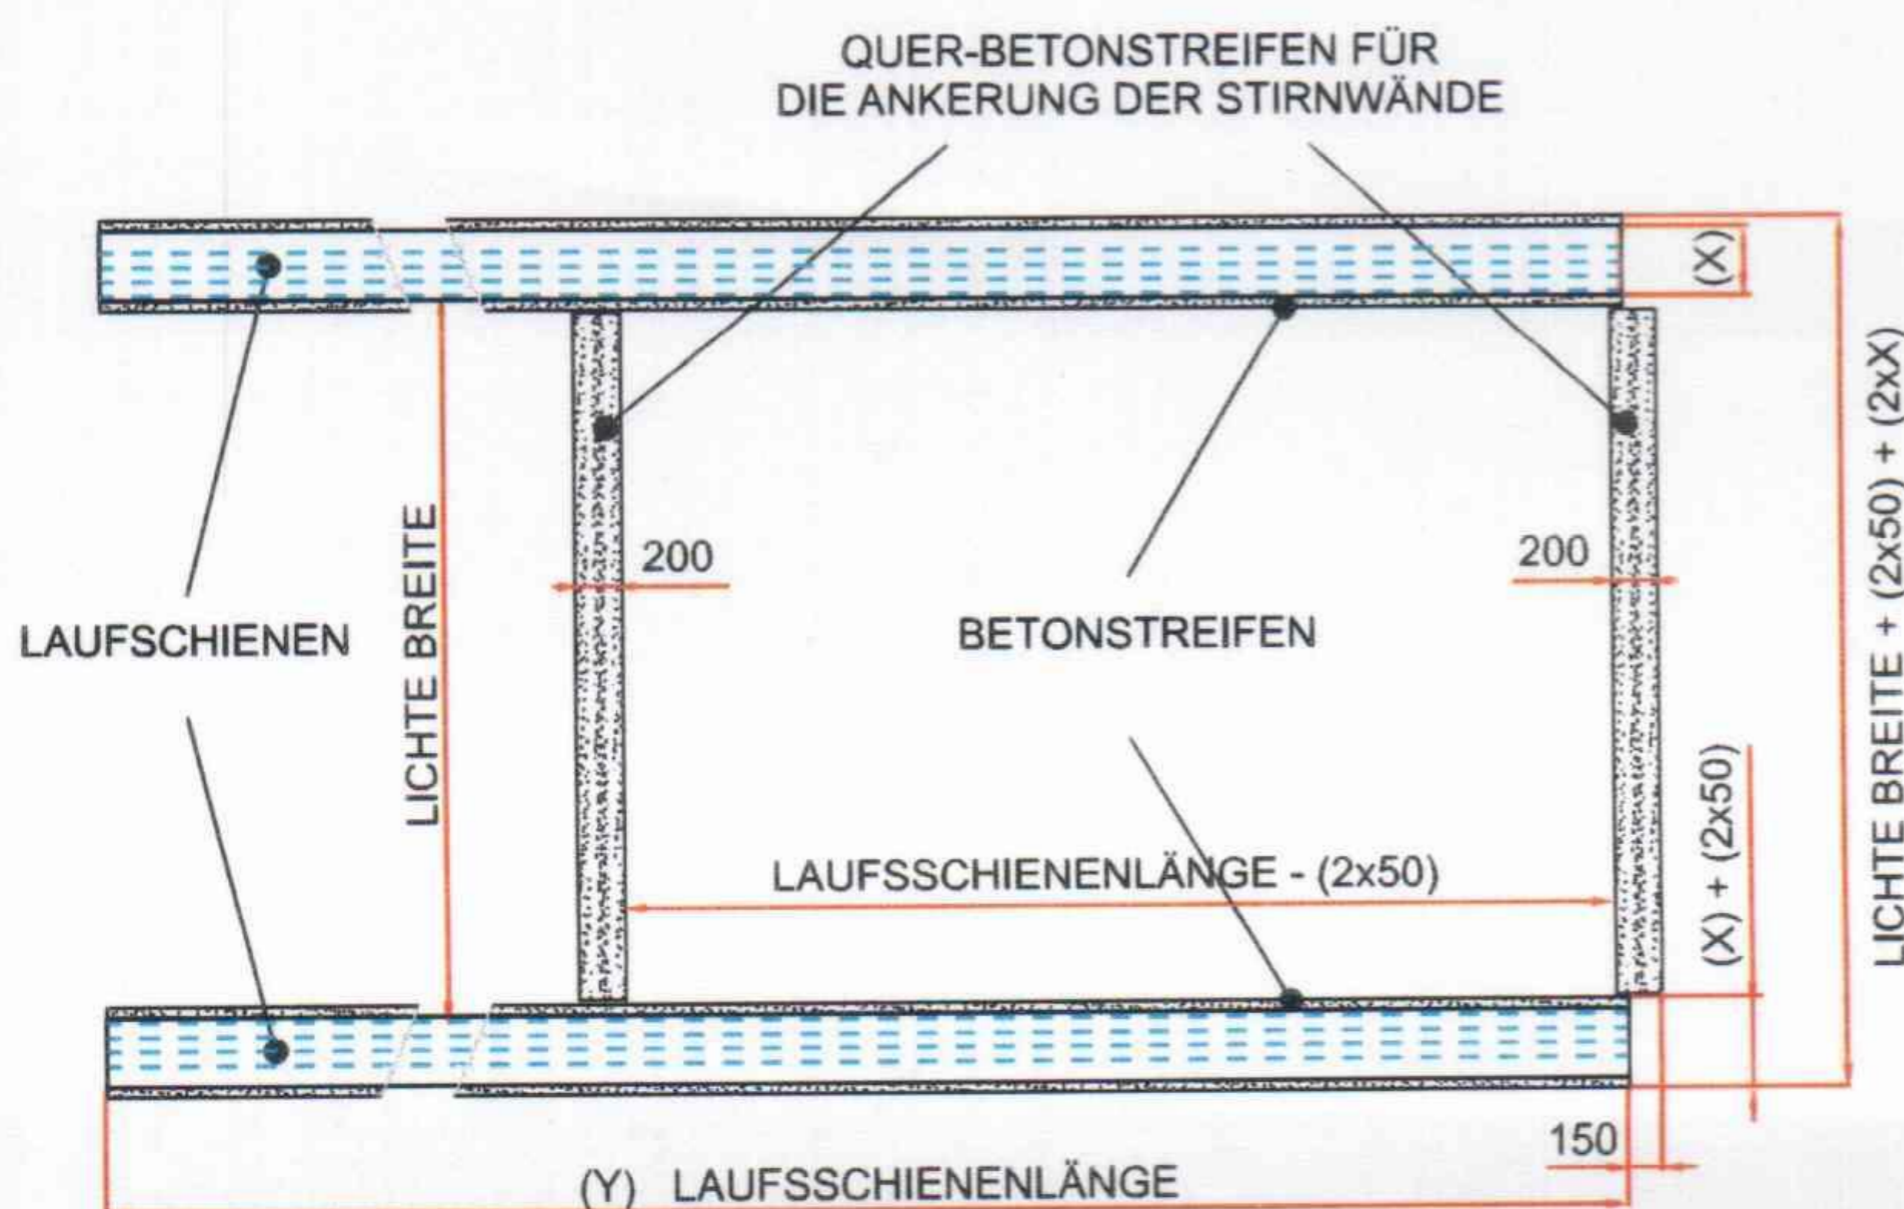 QUER-BETONSTREIFEN FÜR
DIE ANKERUNG DER STIRNWÄNDE
(X)
LICHTE BREITE + (2x50) + (2xX)
LICHTE BREITE
200
200
LAUFSCHIENEN
BETONSTREIFEN
(X) + (2x50)
LAUFSSCHIENENLÄNGE - (2x50)
150
(Y) LAUFSSCHIENENLÄNGE